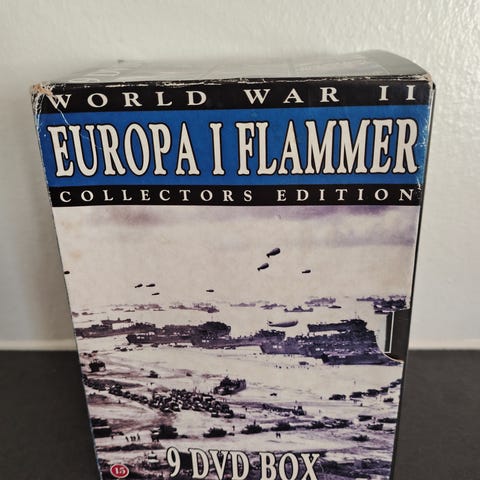 WORLD WAR II
EUROPA I FLAMMER
COLLECTORS EDITION
9 DVD BOX
15